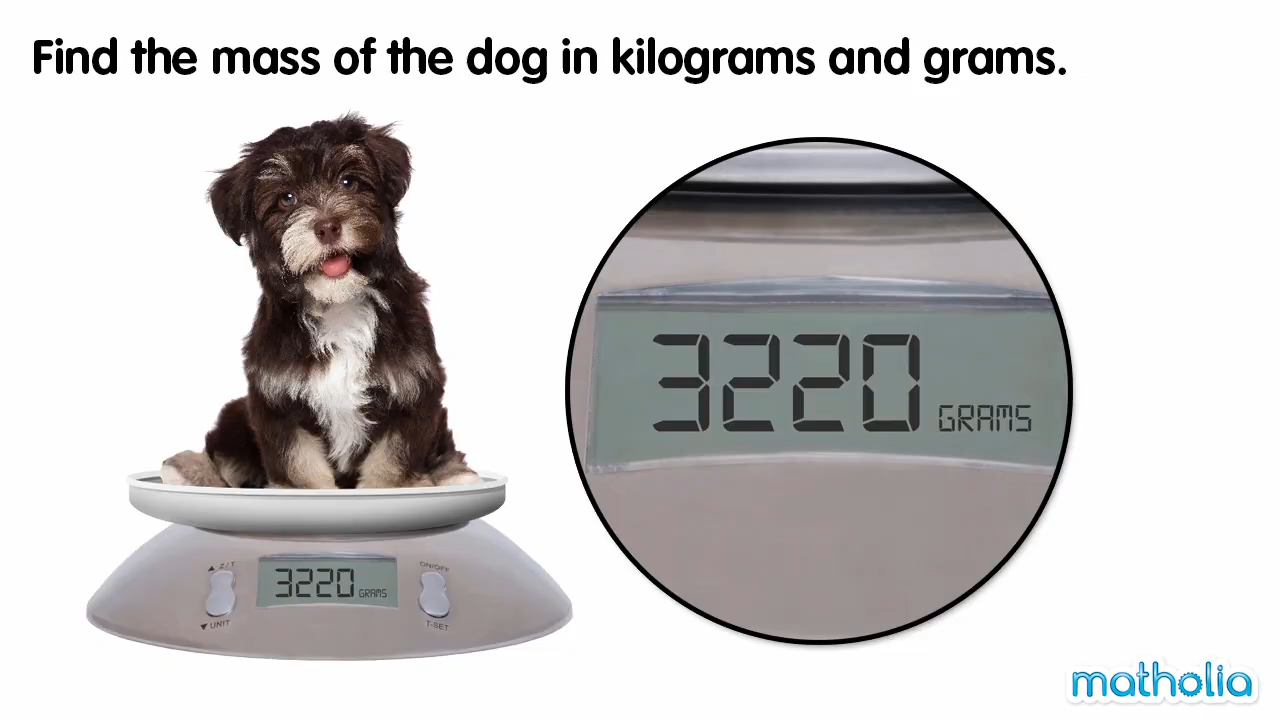 Find the mass of the dog in kilograms and grams.
3220 GRAMS
▲ Z/T
ON/OFF
3220 GRAMS
▼ UNIT
T-SET
matholia